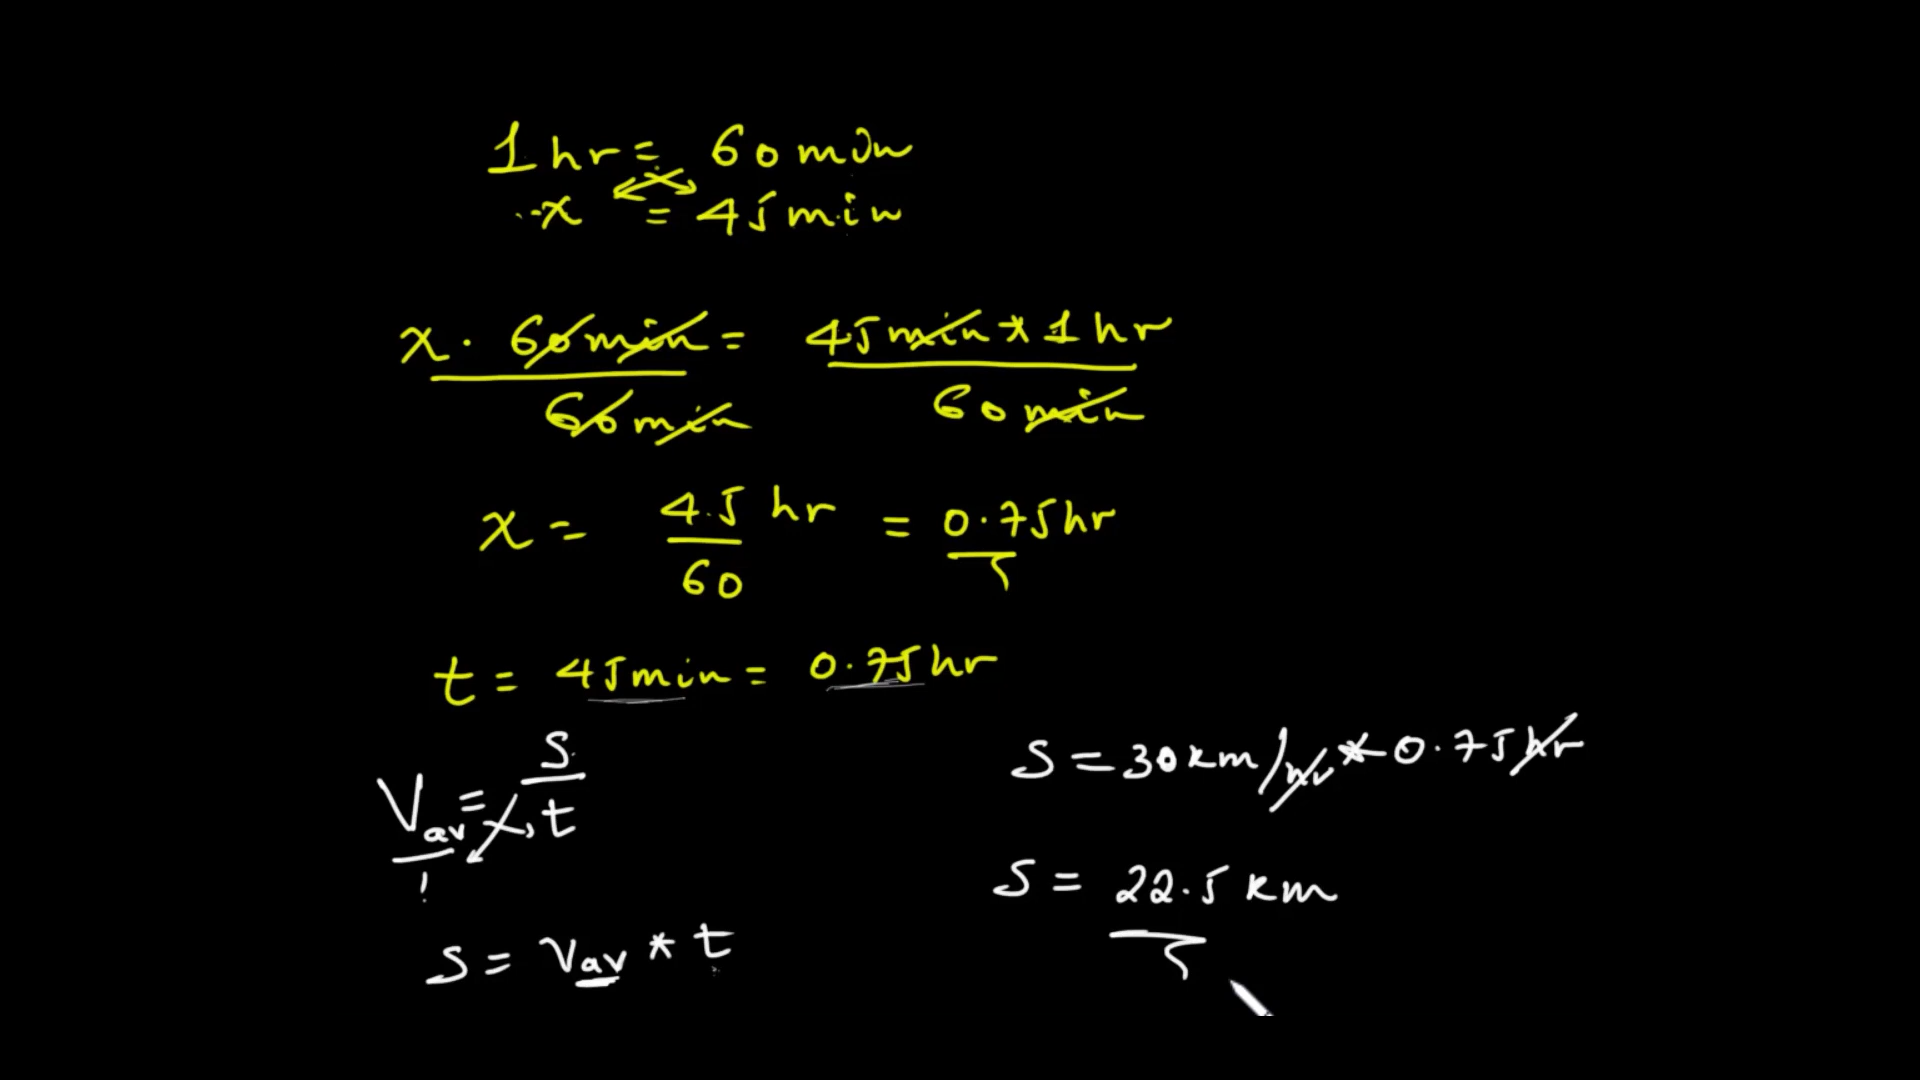 1 hr = 60 min
x = 45 min
x · 60 min = 45 min * 1 hr
60 min 60 min
x = 45 hr = 0.75 hr
60
t = 45 min = 0.75 hr
Vav = S
t
1
S = Vav * t
S = 30 km/hr * 0.75 hr
S = 22.5 km